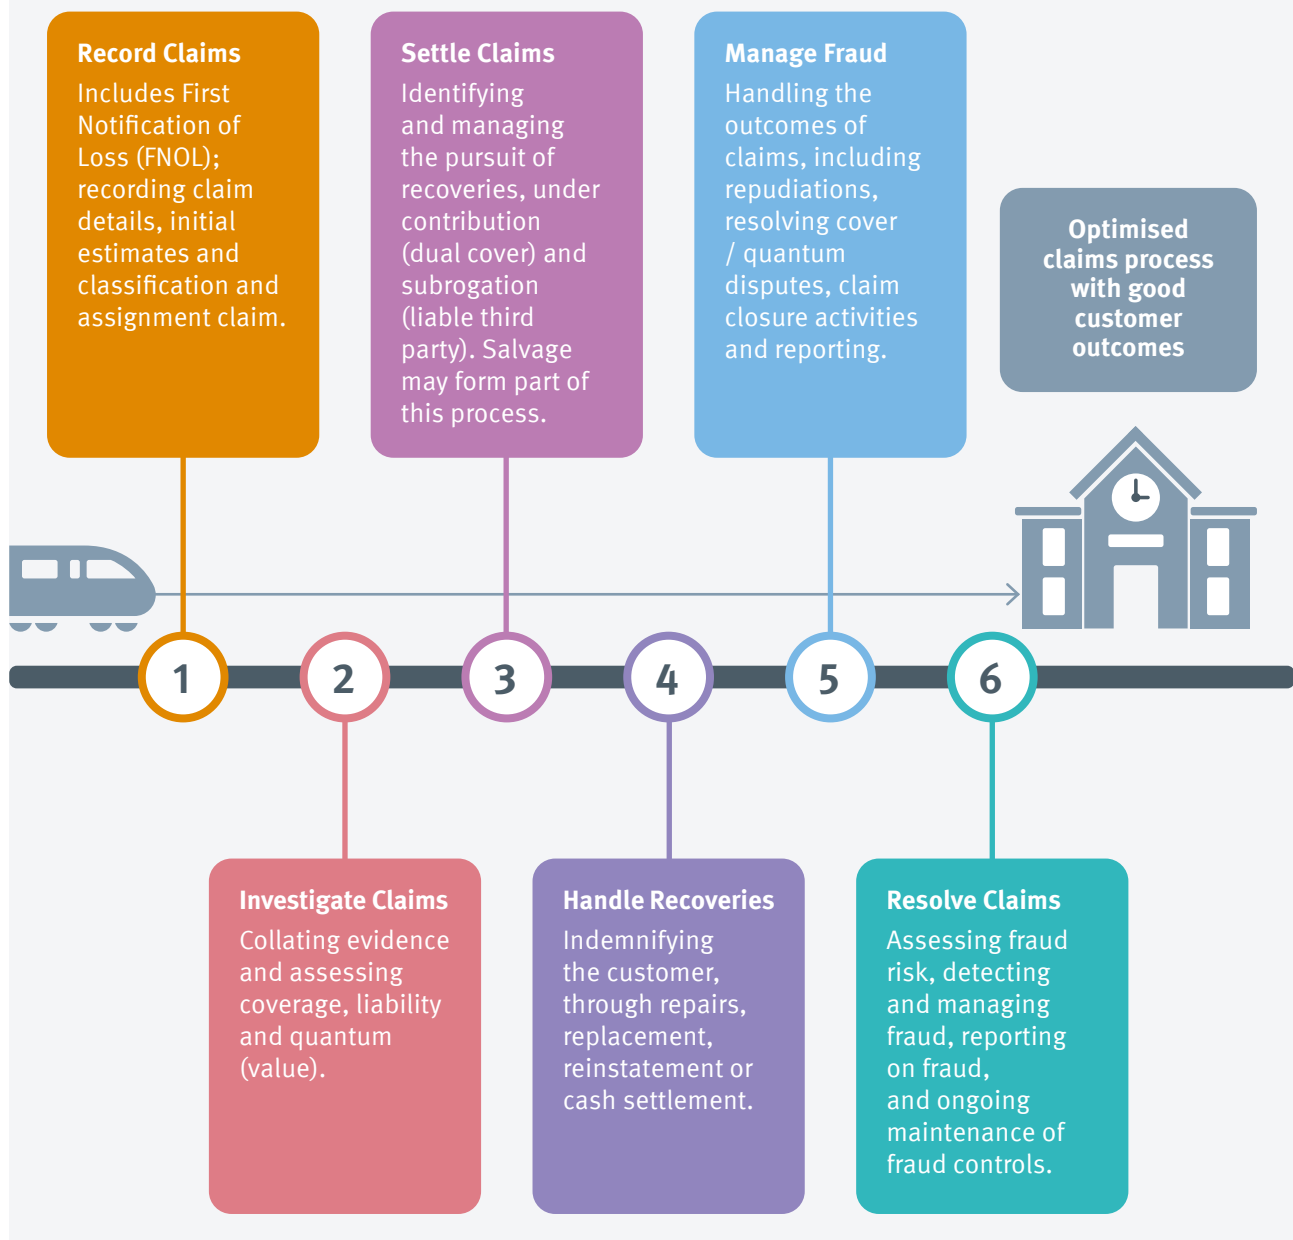 Record Claims
Includes First
Notification of
Loss (FNOL);
recording claim
details, initial
estimates and
classification and
assignment claim.
Settle Claims
Identifying
and managing
the pursuit of
recoveries, under
contribution
(dual cover) and
subrogation
(liable third
party). Salvage
may form part of
this process.
Manage Fraud
Handling the
outcomes of
claims, including
repudiations,
resolving cover
/ quantum
disputes, claim
closure activities
and reporting.
Optimised
claims process
with good
customer
outcomes
1
2
3
4
5
6
Investigate Claims
Collating evidence
and assessing
coverage, liability
and quantum
(value).
Handle Recoveries
Indemnifying
the customer,
through repairs,
replacement,
reinstatement or
cash settlement.
Resolve Claims
Assessing fraud
risk, detecting
and managing
fraud, reporting
on fraud,
and ongoing
maintenance of
fraud controls.